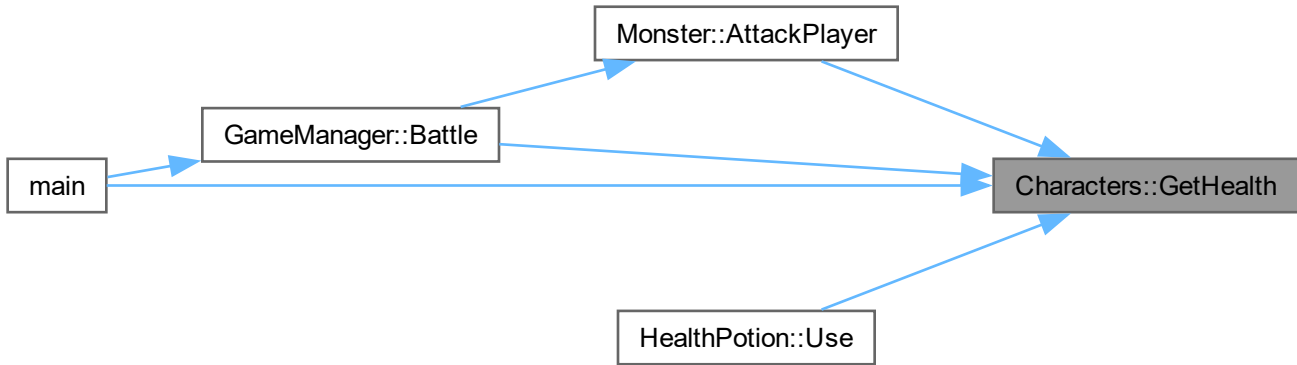 Monster::AttackPlayer
GameManager::Battle
main
Characters::GetHealth
HealthPotion::Use